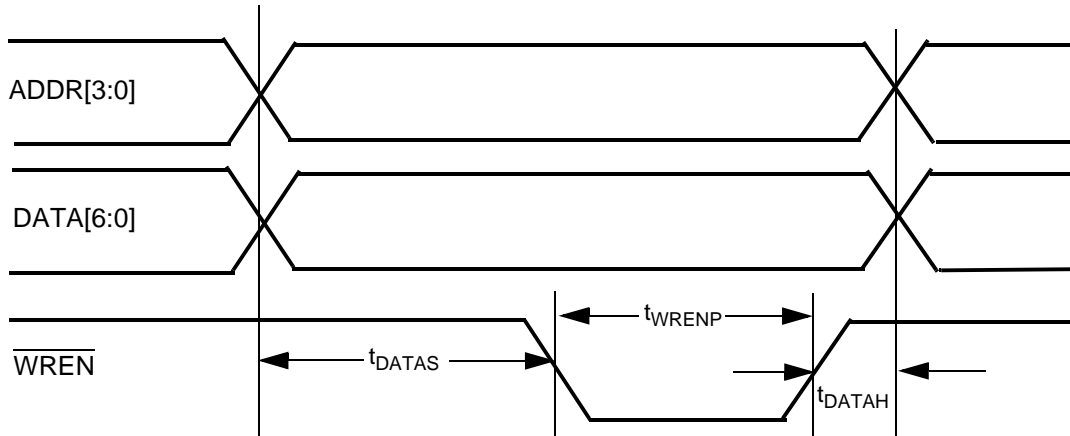 ADDR[3:0]
DATA[6:0]
tWRENP
WREN
tDATAS
tDATAH